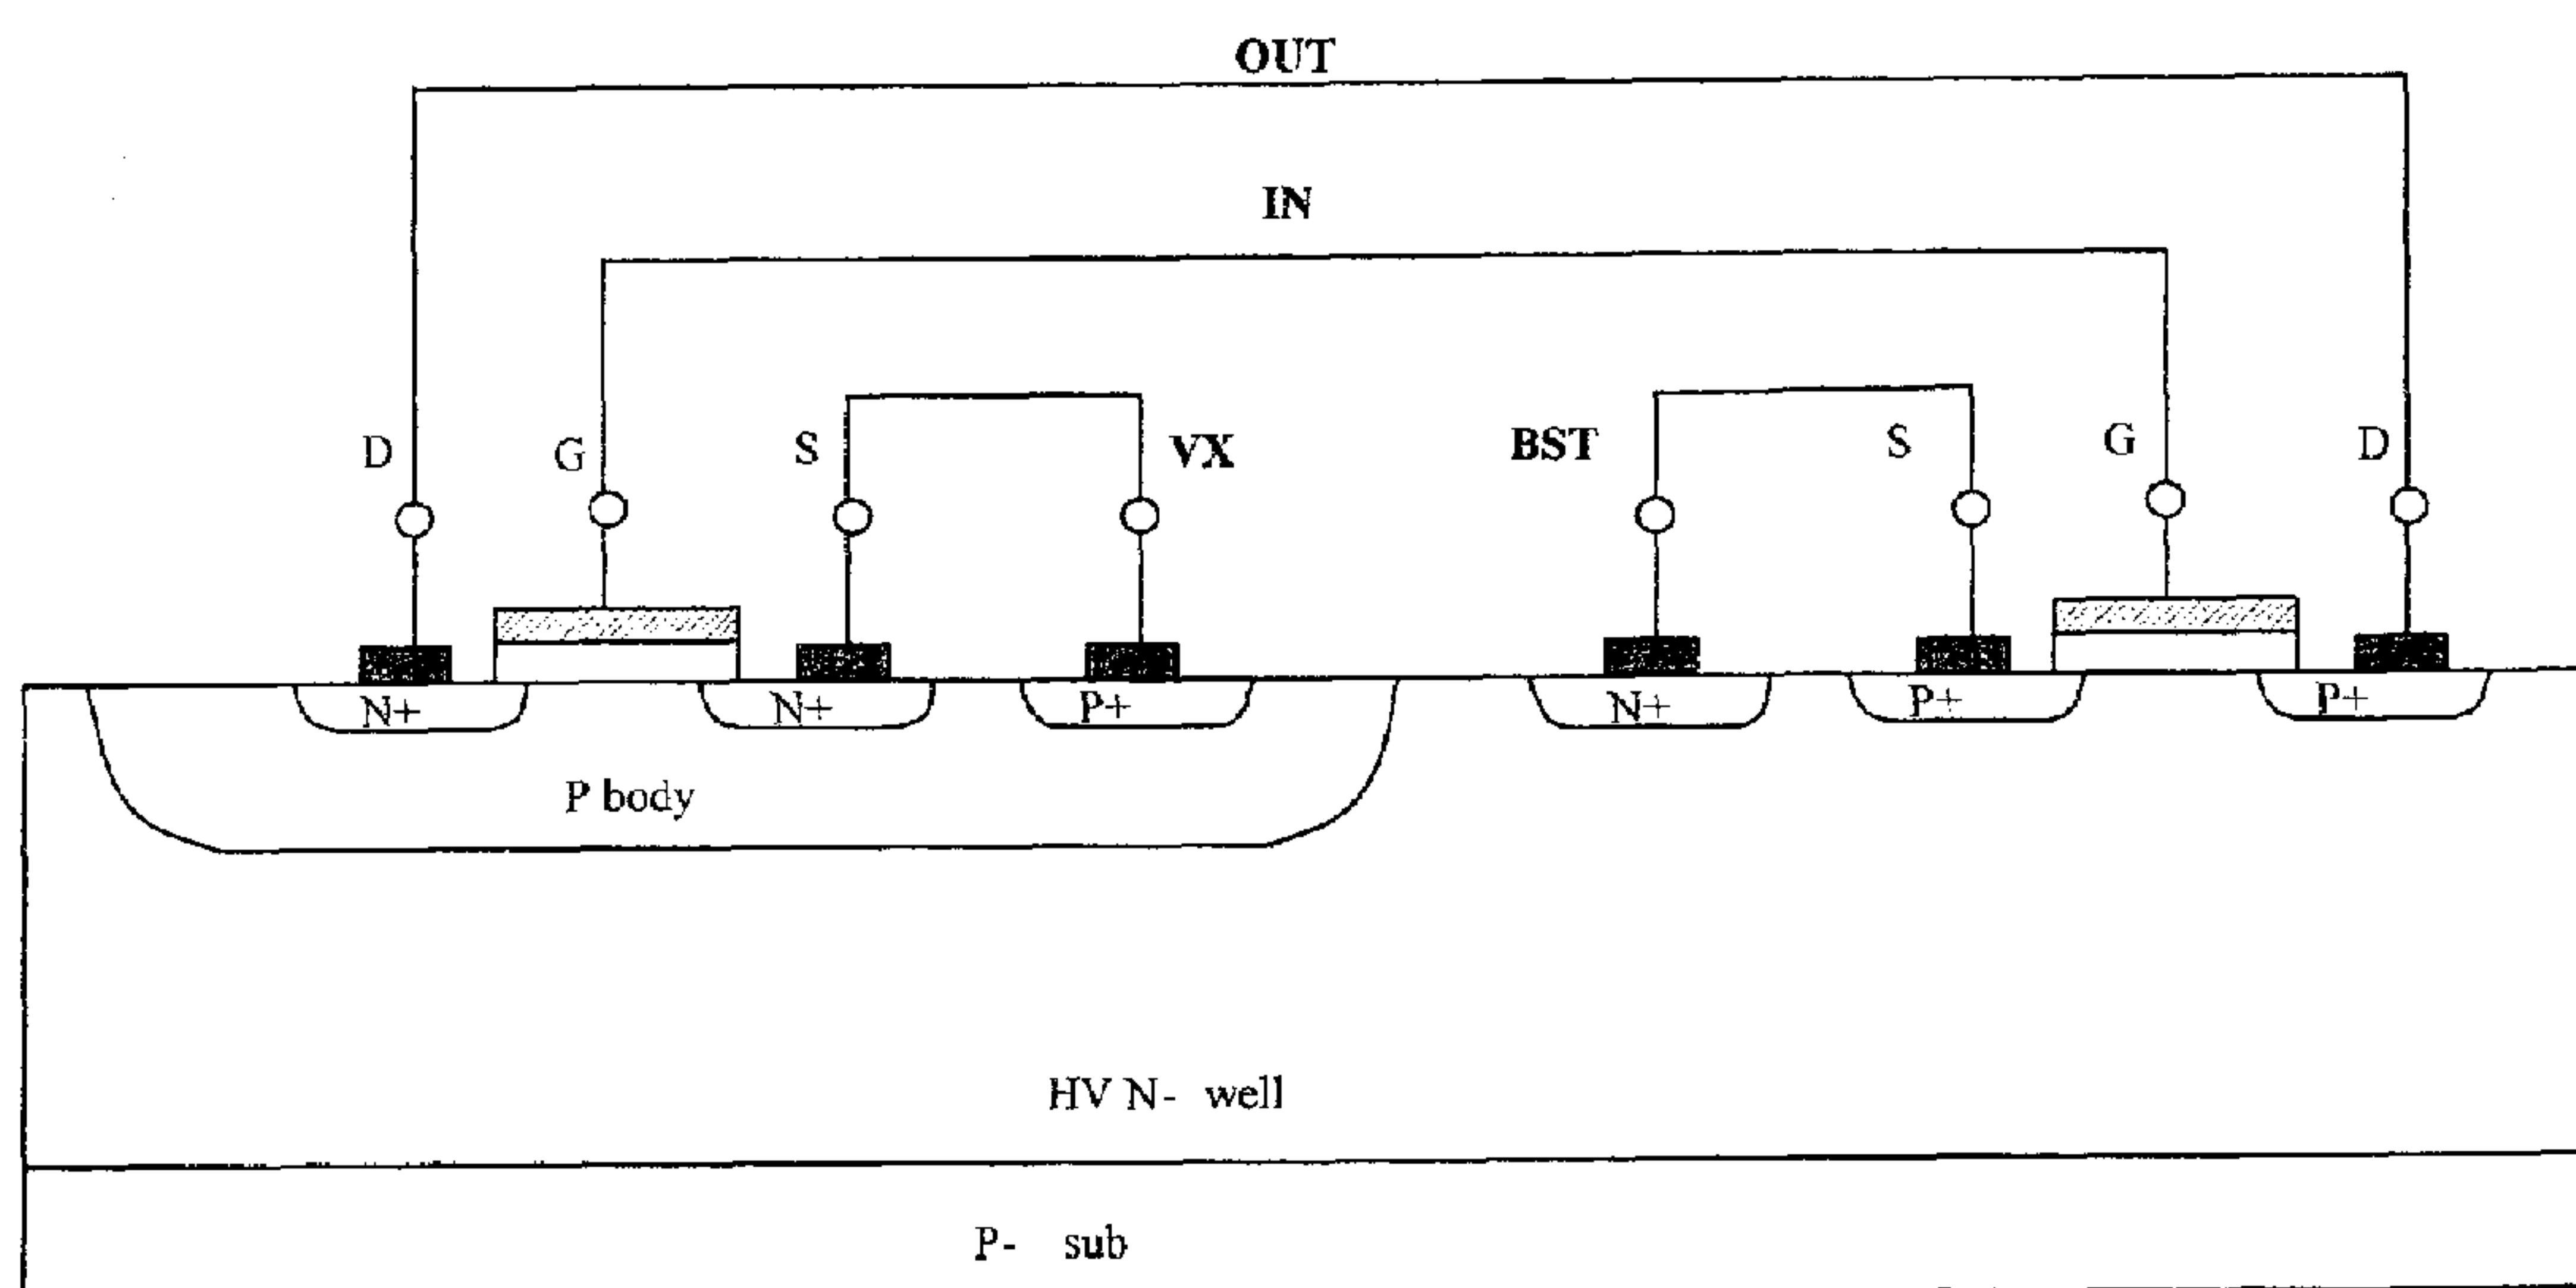 OUT
IN
D G S VX BST S G D
N+ N+ P+ N+ P+ P+
P body
HV N- well
P- sub